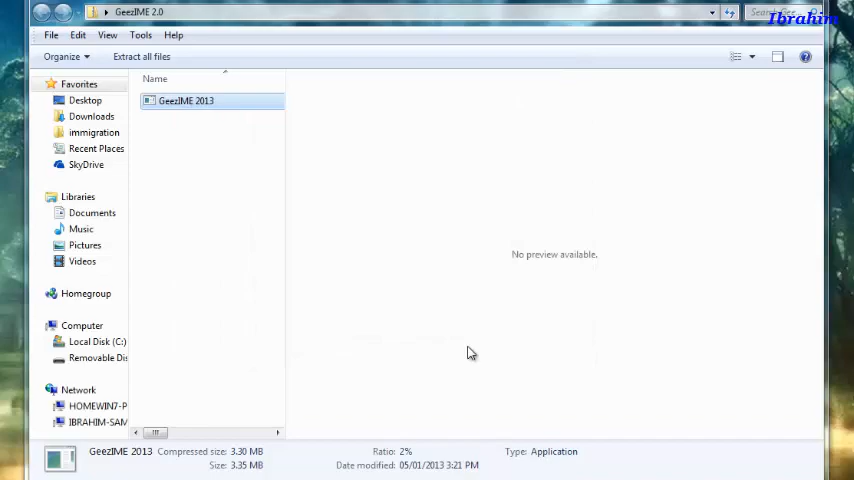 GeezIME 2.0
Search Gee
Ibrahim
File Edit View Tools Help
Organize Extract all files
Name
GeezIME 2013
Favorites
Desktop
Downloads
immigration
Recent Places
SkyDrive
Libraries
Documents
Music
Pictures
Videos
Homegroup
Computer
Local Disk (C:)
Removable Dis
Network
HOMEWIN7-P
IBRAHIM-SAM
No preview available.
GeezIME 2013 Compressed size: 3.30 MB Ratio: 2% Type: Application
Size: 3.35 MB Date modified: 05/01/2013 3:21 PM